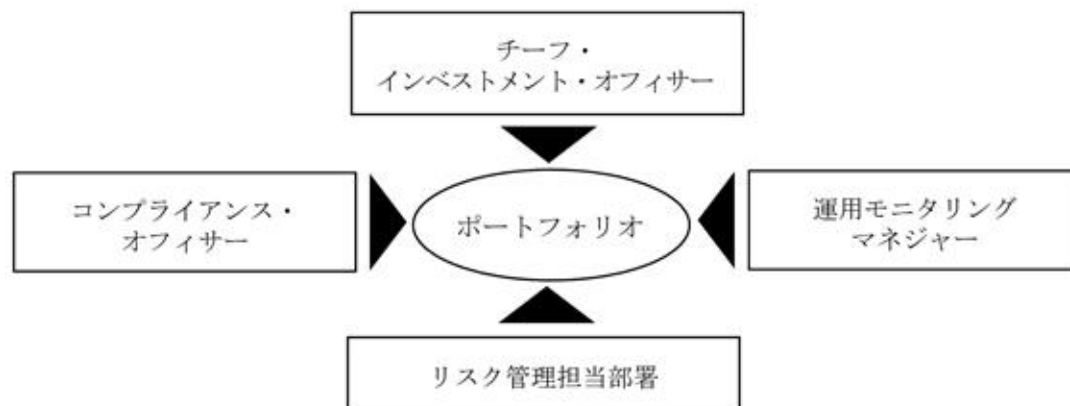 チーフ・
インベストメント・オフィサー
コンプライアンス・
オフィサー
ポートフォリオ
運用モニタリング
マネジャー
リスク管理担当部署